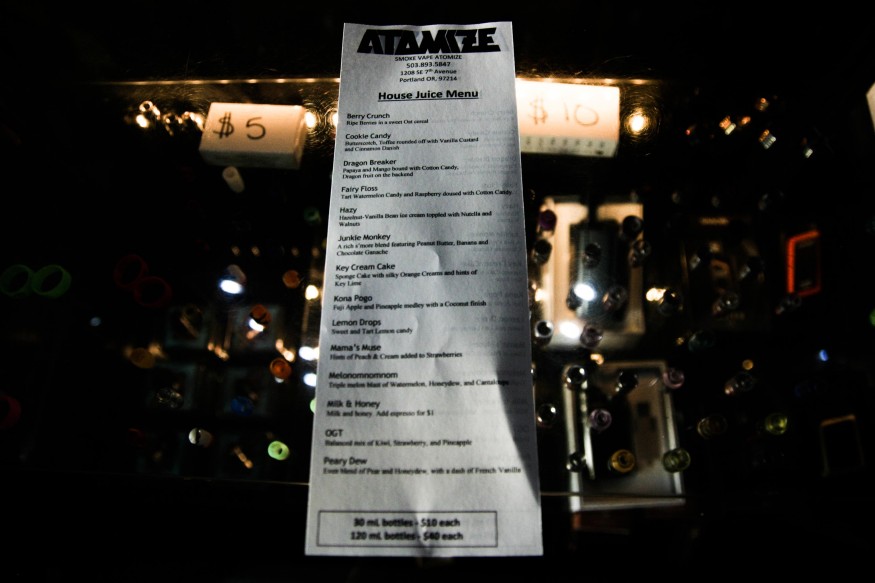 ATAMIZE
SMOKE VAPE ATOMIZE
503.893.5847
1208 SE 7th Avenue
Portland OR, 97214
House Juice Menu
$5
$10
Berry Crunch
Ripe Berries in a sweet Oat cereal
Cookie Candy
Butterscotch, Toffee rounded off with Vanilla Custard
and Cinnamon Danish
Dragon Breaker
Papaya and Mango bound with Cotton Candy,
Dragon fruit on the backend
Fairy Floss
Tart Watermelon Candy and Raspberry doused with Cotton Candy
Hazy
Hazelnut-Vanilla Bean ice cream toppled with Nutella and
Walnuts
Junkie Monkey
A rich s'more blend featuring Peanut Butter, Banana and
Chocolate Ganache
Key Cream Cake
Sponge Cake with silky Orange Creams and hints of
Key Lime
Kona Pogo
Fuji Apple and Pineapple medley with a Coconut finish
Lemon Drops
Sweet and Tart Lemon candy
Mama's Muse
Hints of Peach & Cream added to Strawberries
Melonomnomnom
Triple melon blast of Watermelon, Honeydew, and Cantaloupe
Milk & Honey
Milk and honey. Add espresso for $1
OGT
Balanced mix of Kiwi, Strawberry, and Pineapple
Peary Dew
Even blend of Pear and Honeydew, with a dash of French Vanilla
30 mL bottles - $10 each
120 mL bottles - $40 each